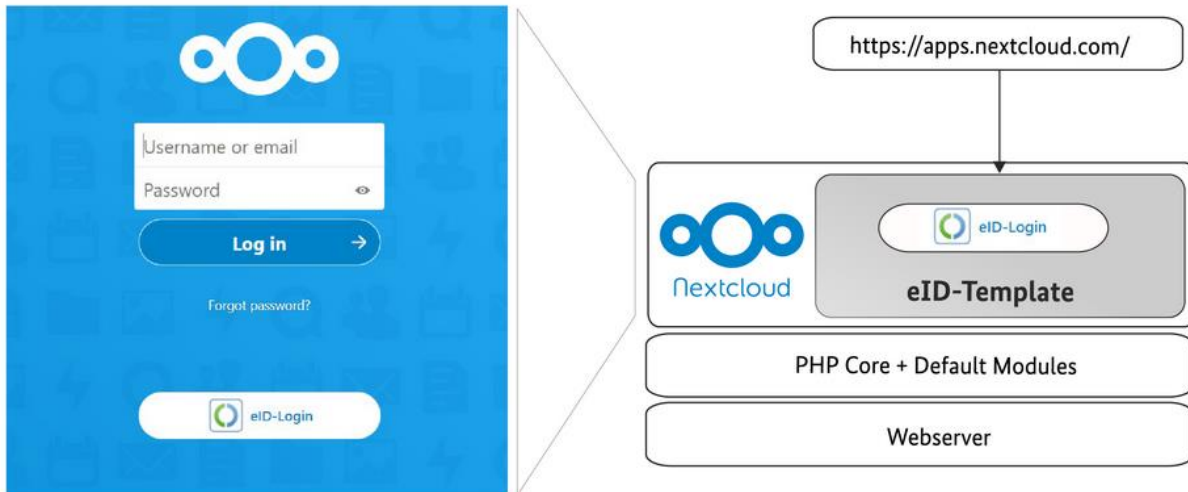 Username or email
Password
Log in
Forgot password?
eID-Login
https://apps.nextcloud.com/
Nextcloud
eID-Login
eID-Template
PHP Core + Default Modules
Webserver